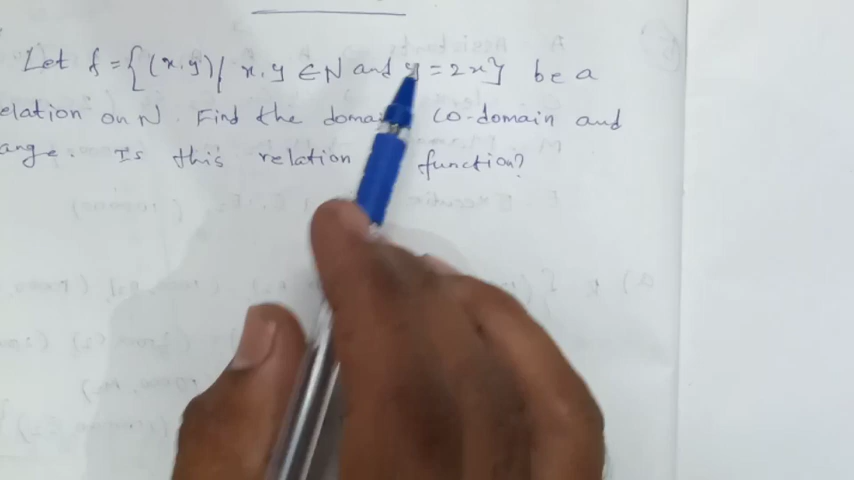 Let f = {(x, y) | x, y ∈ N and y = 2x} be a
elation on N. Find the domain co-domain and
ange. Is this relation function?